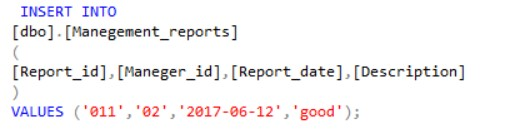 INSERT INTO
[dbo].[Manegement_reports]
(
[Report_id],[Maneger_id],[Report_date],[Description]
)
VALUES ('011','02','2017-06-12','good');